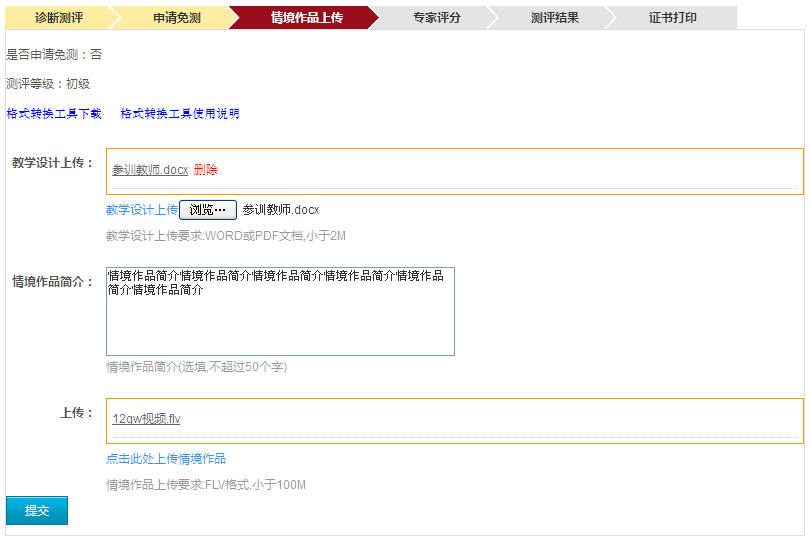 诊断测评 申请免测 情境作品上传 专家评分 测评结果 证书打印
是否申请免测：否
测评等级：初级
格式转换工具下载 格式转换工具使用说明
教学设计上传： 参训教师.docx 删除
教学设计上传 浏览… 参训教师.docx
教学设计上传要求:WORD或PDF文档,小于2M
情境作品简介： 情境作品简介情境作品简介情境作品简介情境作品简介情境作品
简介情境作品简介
情境作品简介(选填,不超过50个字)
上传： 12qw视频.flv
点击此处上传情境作品
情境作品上传要求:FLV格式,小于100M
提交